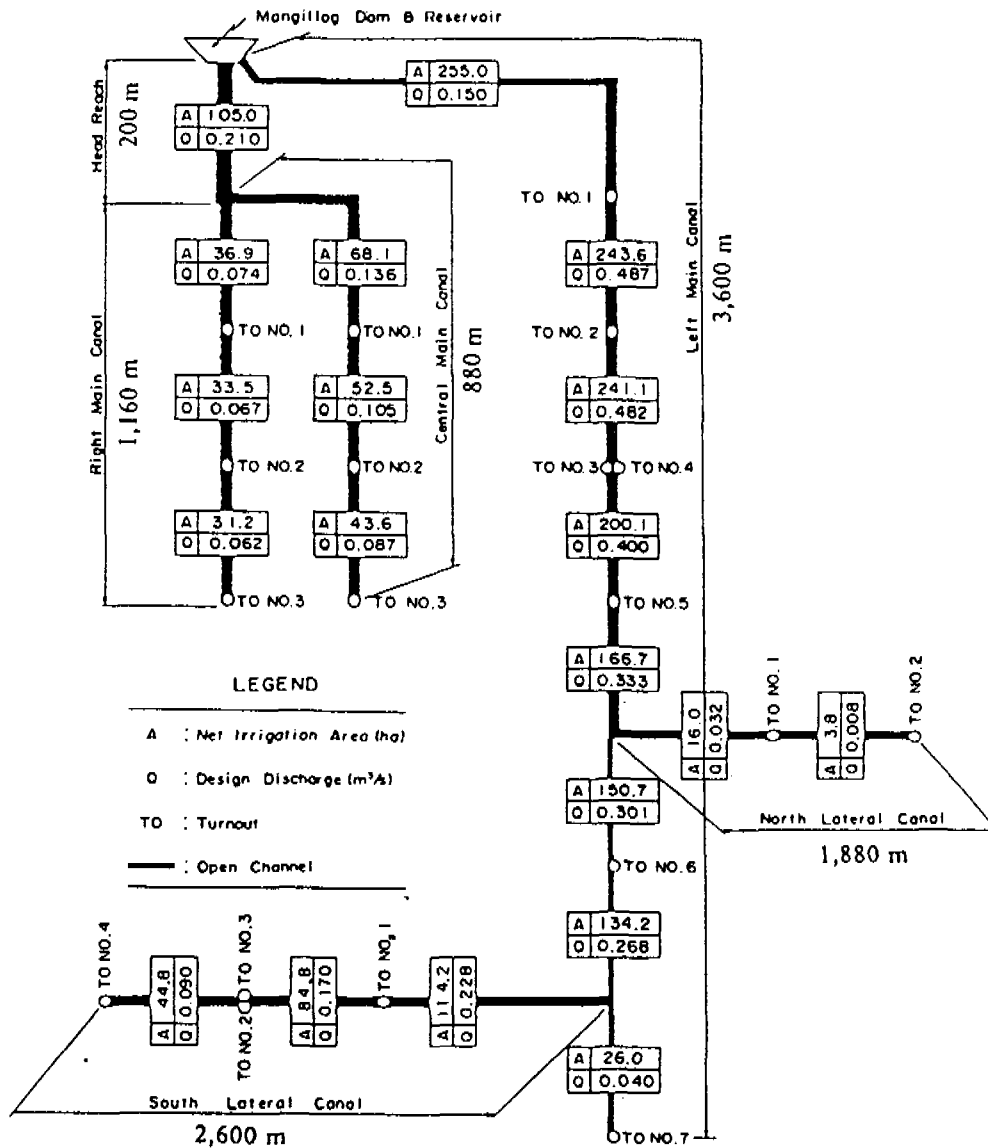 Mangillog Dam & Reservoir
A 255.0
Q 0.150
Head Reach
200 m
A 105.0
Q 0.210
TO NO.1
Left Main Canal
3,600 m
A 36.9
Q 0.074
A 68.1
Q 0.136
A 243.6
Q 0.487
Right Main Canal
1,160 m
TO NO.1
TO NO.1
Central Main Canal
880 m
TO NO.2
A 33.5
Q 0.067
A 52.5
Q 0.105
A 241.1
Q 0.482
TO NO.2
TO NO.2
TO NO.3
TO NO.4
A 31.2
Q 0.062
A 43.6
Q 0.087
A 200.1
Q 0.400
TO NO.3
TO NO.3
TO NO.5
A 166.7
Q 0.333
LEGEND
A : Net Irrigation Area (ha)
Q : Design Discharge (m³/s)
TO : Turnout
: Open Channel
A 16.0
Q 0.032
TO NO.1
A 3.8
Q 0.008
TO NO.2
North Lateral Canal
1,880 m
A 150.7
Q 0.301
TO NO.6
A 134.2
Q 0.268
TO NO.4
A 44.8
Q 0.090
TO NO.3
TO NO.2
A 84.8
Q 0.170
TO NO.1
A 114.2
Q 0.228
South Lateral Canal
2,600 m
A 26.0
Q 0.040
TO NO.7